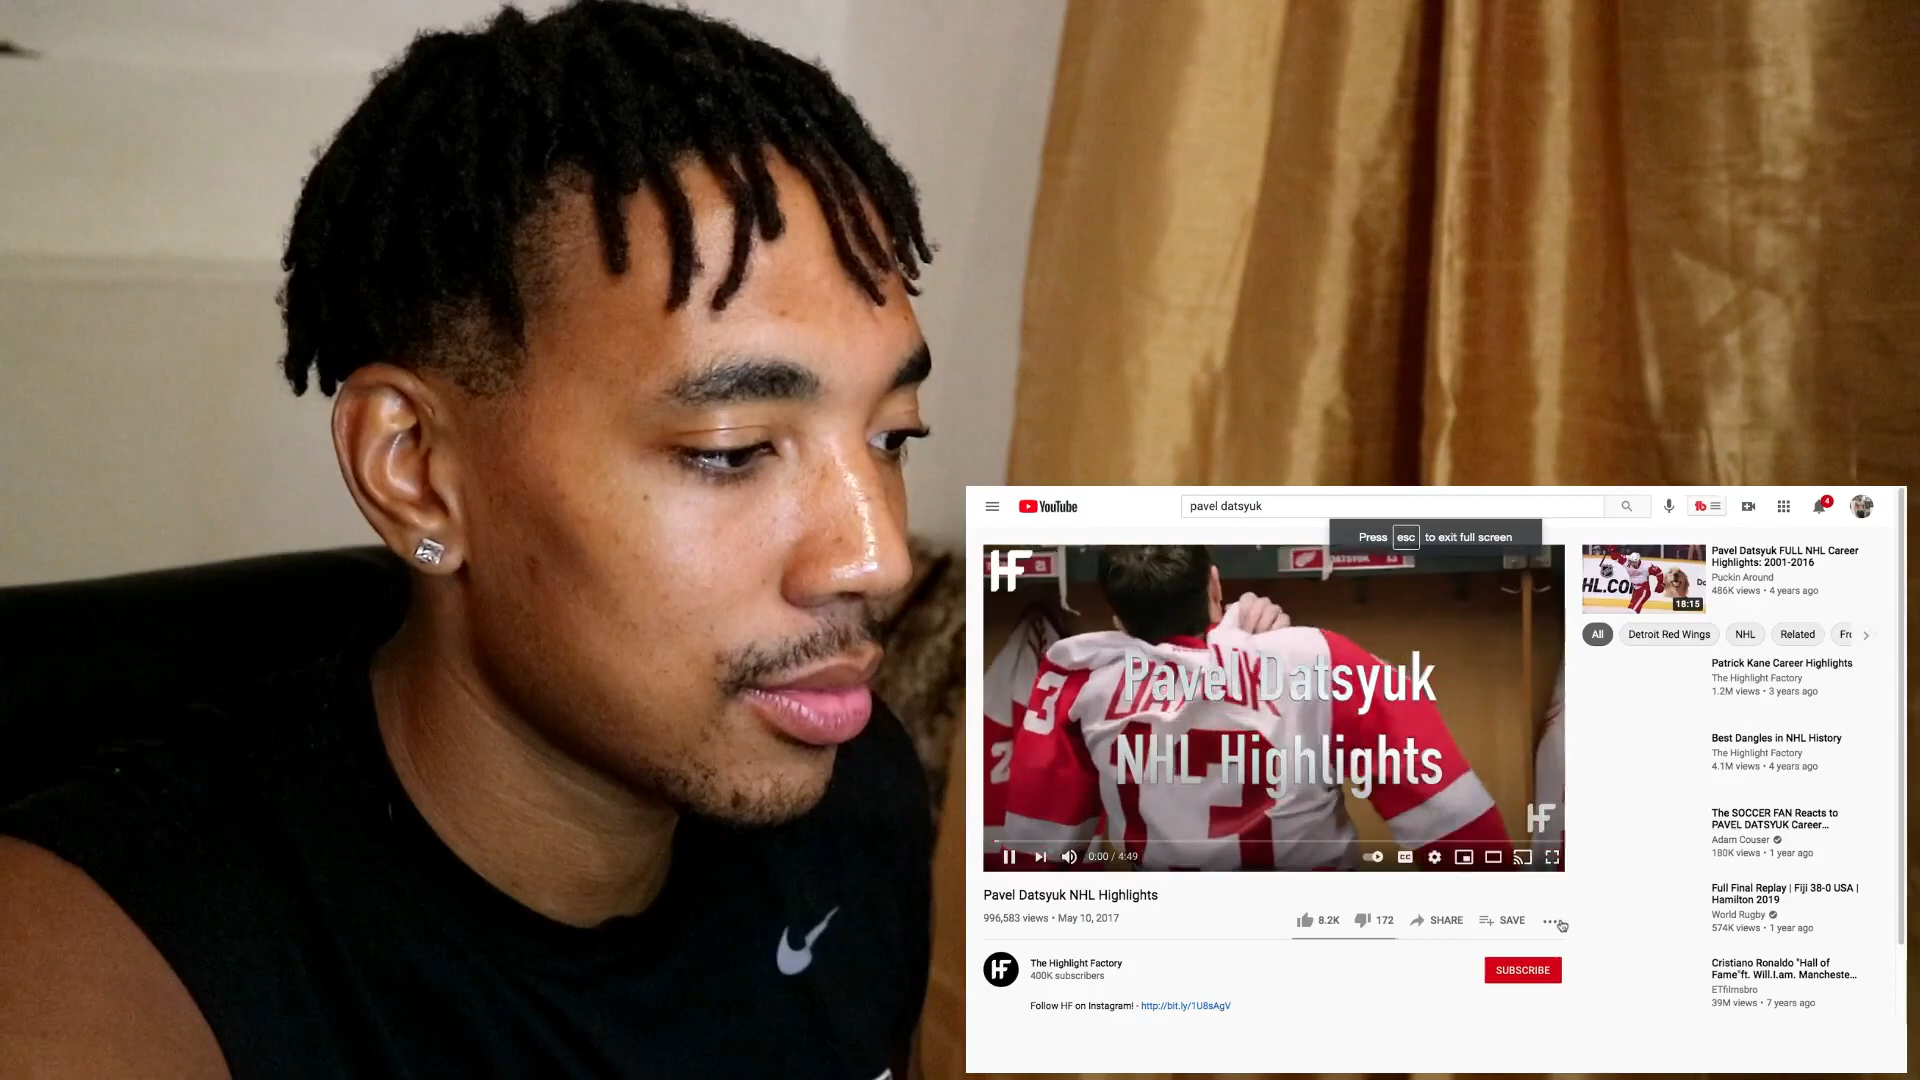 YouTube
pavel datsyuk
4
Press esc to exit full screen
HF
Pavel Datsyuk
NHL Highlights
HF
0:00 / 4:49
CC
Pavel Datsyuk NHL Highlights
996,583 views • May 10, 2017
8.2K
172
SHARE
SAVE
HF
The Highlight Factory
400K subscribers
SUBSCRIBE
Follow HF on Instagram! - http://bit.ly/1U8sAgV
HL.CO
18:15
Pavel Datsyuk FULL NHL Career
Highlights: 2001-2016
Puckin Around
486K views • 4 years ago
All
Detroit Red Wings
NHL
Related
Patrick Kane Career Highlights
The Highlight Factory
1.2M views • 3 years ago
Best Dangles in NHL History
The Highlight Factory
4.1M views • 4 years ago
The SOCCER FAN Reacts to
PAVEL DATSYUK Career...
Adam Couser
180K views • 1 year ago
Full Final Replay | Fiji 38-0 USA |
Hamilton 2019
World Rugby
574K views • 1 year ago
Cristiano Ronaldo "Hall of
Fame"ft. Will.I.am. Mancheste...
ETfilmsbro
39M views • 7 years ago